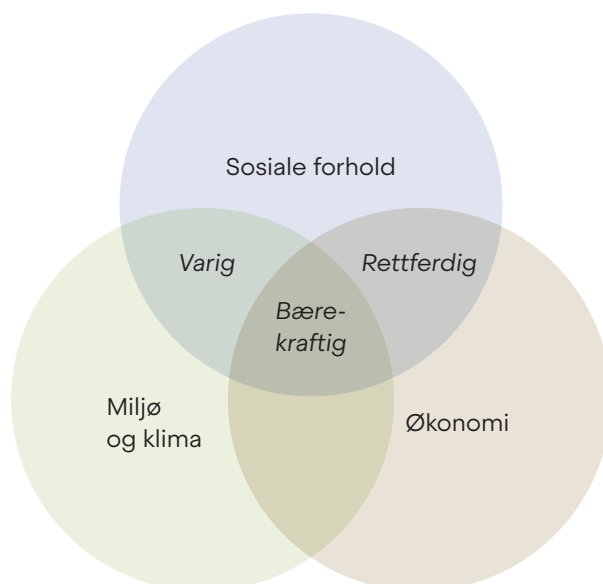 Sosiale forhold
Varig
Rettferdig
Bære-
kraftig
Miljø
og klima
Økonomi